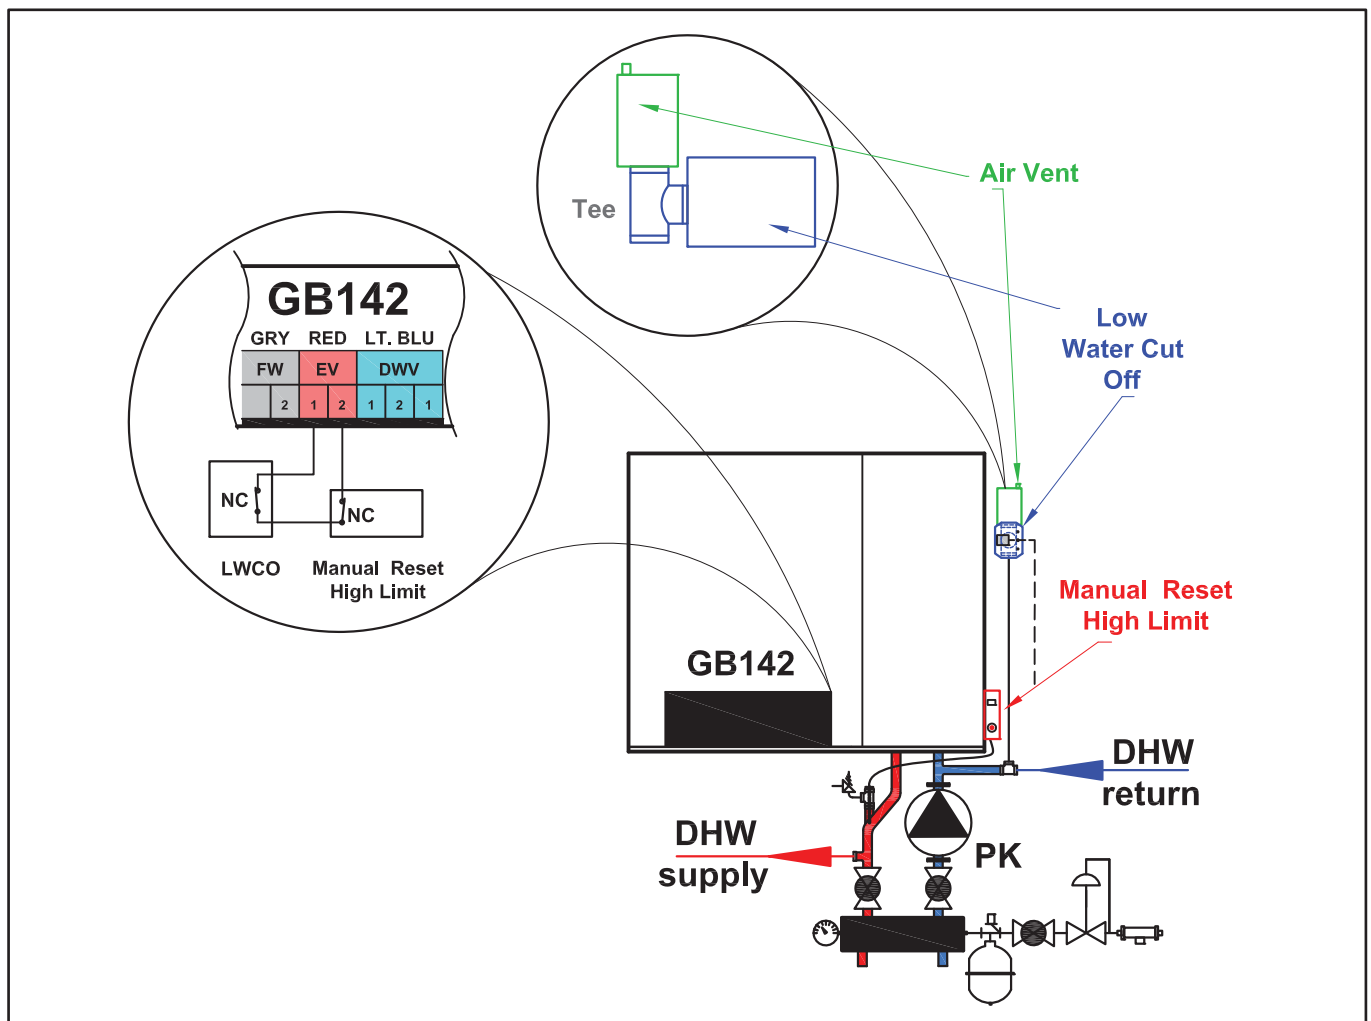 Air Vent
Tee
Low
Water Cut
Off
GB142
GRY RED LT. BLU
FW EV DWV
2 1 2 1 2 1
NC
NC
LWCO
Manual Reset
High Limit
Manual Reset
High Limit
GB142
DHW
return
DHW
supply
PK